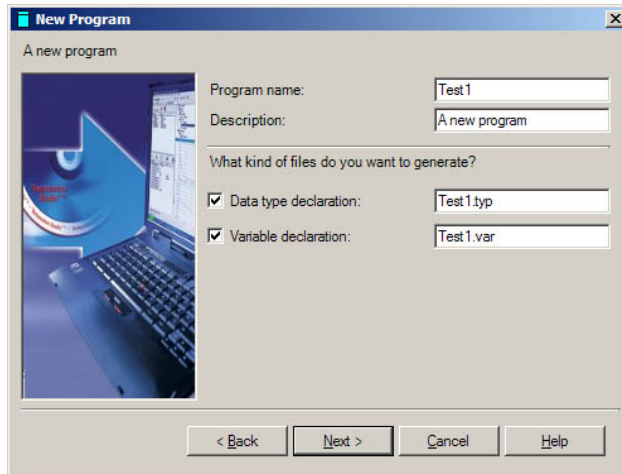 New Program
A new program
Program name: Test1
Description: A new program
What kind of files do you want to generate?
Data type declaration: Test1.typ
Variable declaration: Test1.var
< Back Next > Cancel Help